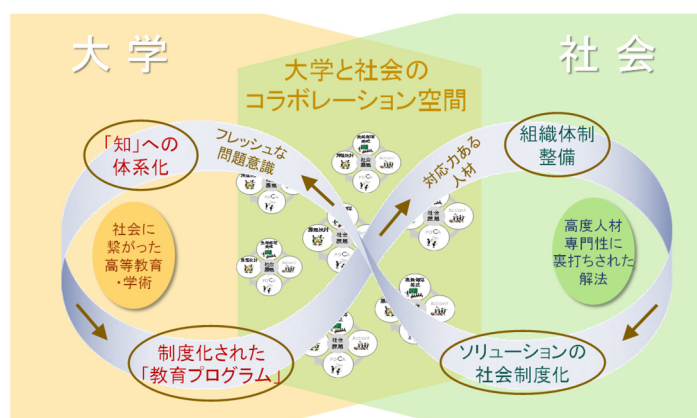 大学
社会
大学と社会の
コラボレーション空間
「知」への
体系化
フレッシュな
問題意識
対応力ある
人材
組織体制
整備
社会に
繋がった
高等教育
・学術
高度人材
専門性に
裏打ちされた
解法
制度化された
「教育プログラム」
ソリューションの
社会制度化
社会
課題